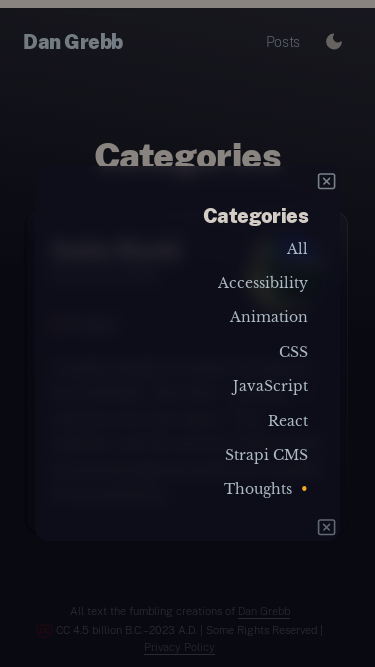 Dan Grebb
Posts
Categories
Categories
All
Accessibility
Animation
CSS
JavaScript
React
Strapi CMS
Thoughts •
All text the fumbling creations of Dan Grebb
CC 4.5 billion B.C.–2023 A.D. | Some Rights Reserved |
Privacy Policy